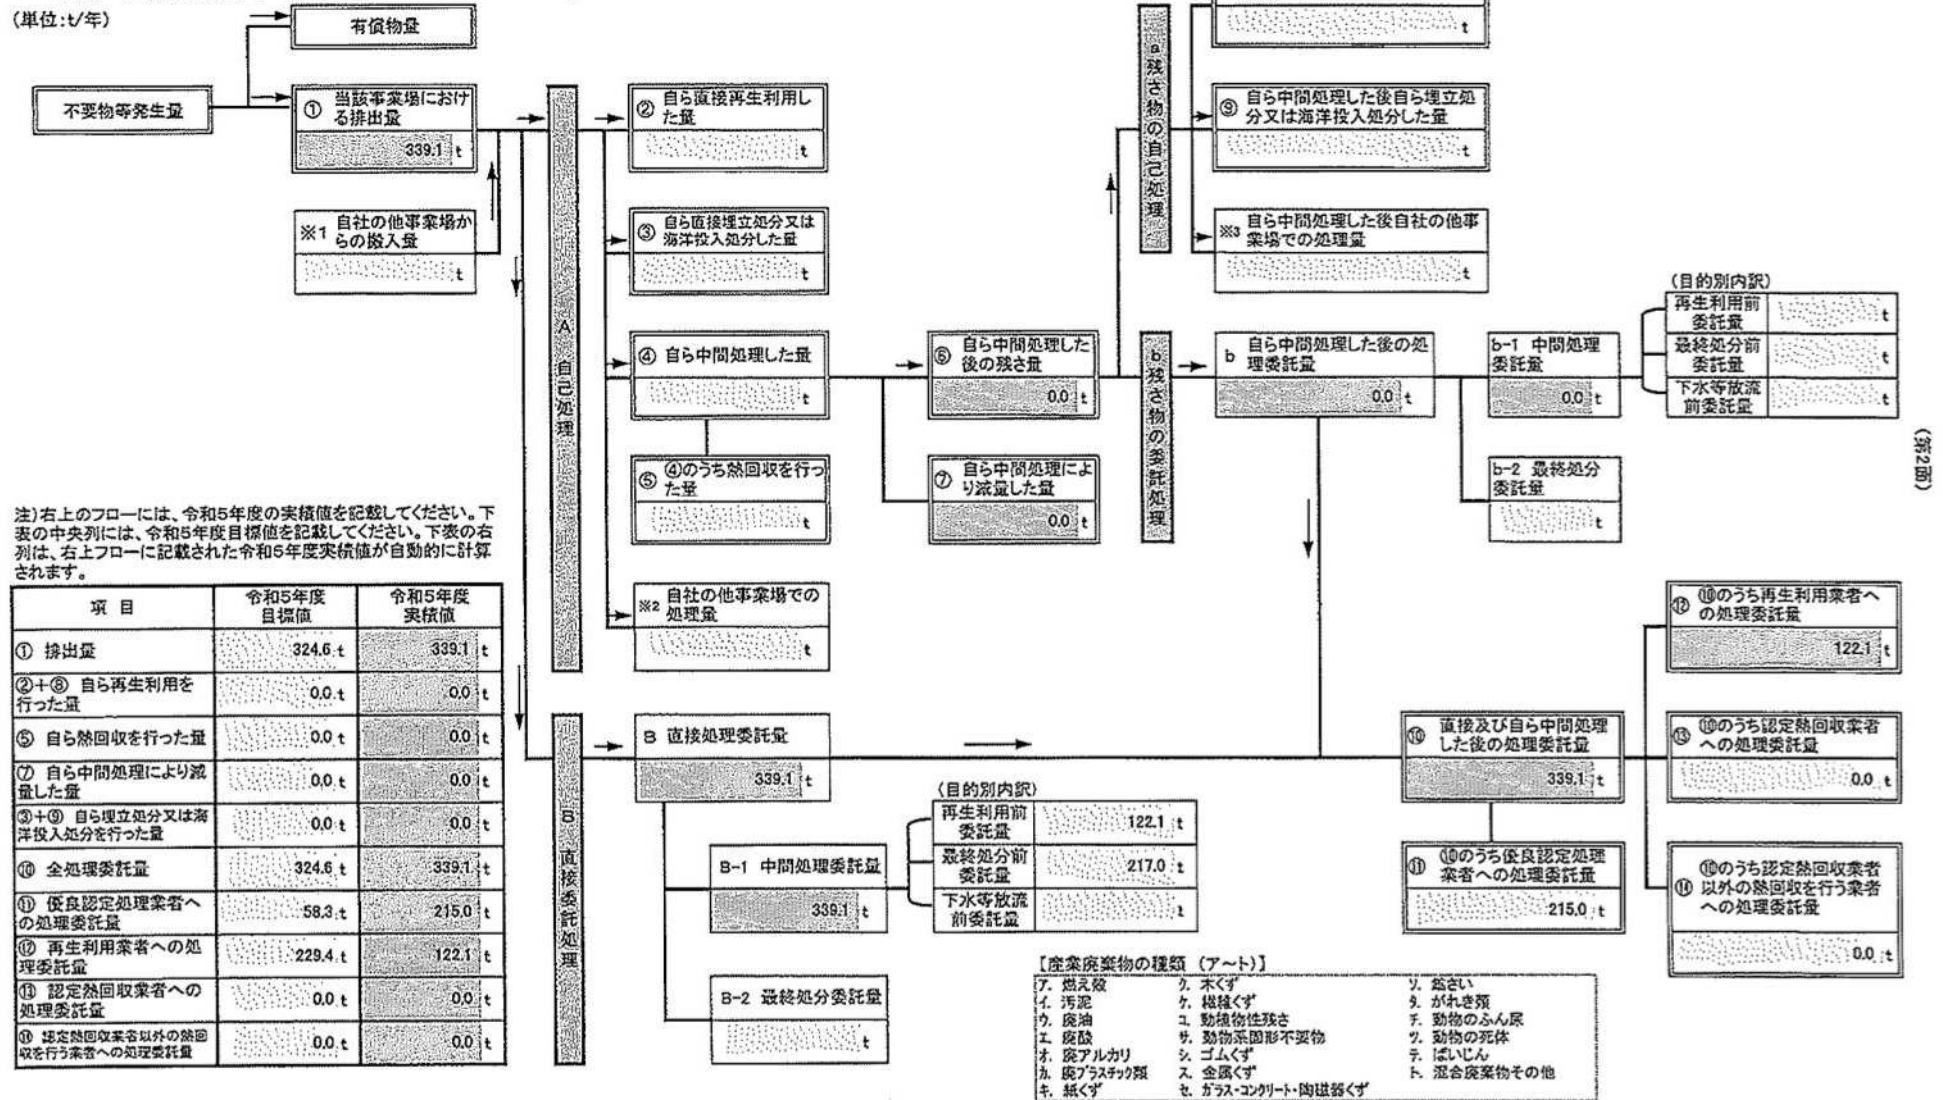 (単位:t/年)
有償物量
不要物等発生量
① 当該事業場におけ
る排出量
339.1 t
※1 自社の他事業場か
らの搬入量
t
A 自己処理
② 自ら直接再生利用し
た量
t
③ 自ら直接埋立処分又は
海洋投入処分した量
t
④ 自ら中間処理した量
t
⑤ ④のうち熱回収を行っ
た量
t
※2 自社の他事業場での
処理量
t
⑥ 自ら中間処理した
後の残さ量
0.0 t
⑦ 自ら中間処理によ
り減量した量
0.0 t
a 残さ物の自己処理
t
⑨ 自ら中間処理した後自ら埋立処
分又は海洋投入処分した量
t
※3 自ら中間処理した後自社の他事
業場での処理量
t
b 残さ物の委託処理
b 自ら中間処理した後の処
理委託量
0.0 t
b-1 中間処理
委託量
0.0 t
(目的別内訳)
再生利用前
委託量 t
最終処分前
委託量 t
下水等放流
前委託量 t
b-2 最終処分
委託量
t
(第2面)
注)右上のフローには、令和5年度の実績値を記載してください。下
表の中央列には、令和5年度目標値を記載してください。下表の右
列は、右上フローに記載された令和5年度実績値が自動的に計算
されます。
項 目 令和5年度 令和5年度
目標値 実績値
① 排出量 324.6 t 339.1 t
②+⑧ 自ら再生利用を
行った量 0.0 t 0.0 t
⑤ 自ら熱回収を行った量 0.0 t 0.0 t
⑦ 自ら中間処理により減
量した量 0.0 t 0.0 t
③+⑨ 自ら埋立処分又は海
洋投入処分を行った量 0.0 t 0.0 t
⑩ 全処理委託量 324.6 t 339.1 t
⑪ 優良認定処理業者へ
の処理委託量 58.3 t 215.0 t
⑫ 再生利用業者への処
理委託量 229.4 t 122.1 t
⑬ 認定熱回収業者への
処理委託量 0.0 t 0.0 t
⑭ 認定熱回収業者以外の熱回
収を行う業者への処理委託量 0.0 t 0.0 t
B 直接委託処理
B 直接処理委託量
339.1 t
B-1 中間処理委託量
339.1 t
(目的別内訳)
再生利用前
委託量 122.1 t
最終処分前
委託量 217.0 t
下水等放流
前委託量 t
B-2 最終処分委託量
t
⑩ 直接及び自ら中間処理
した後の処理委託量
339.1 t
⑪ ⑩のうち優良認定処理
業者への処理委託量
215.0 t
⑫ ⑩のうち再生利用業者へ
の処理委託量
122.1 t
⑬ ⑩のうち認定熱回収業者
への処理委託量
0.0 t
⑭ ⑩のうち認定熱回収業者
以外の熱回収を行う業者
への処理委託量
0.0 t
【産業廃棄物の種類 (ア～ト)】
ア. 燃え殻 ク. 木くず ソ. 鉱さい
イ. 汚泥 ケ. 繊維くず タ. がれき類
ウ. 廃油 コ. 動植物性残さ チ. 動物のふん尿
エ. 廃酸 サ. 動物系固形不要物 ツ. 動物の死体
オ. 廃アルカリ シ. ゴムくず テ. ばいじん
カ. 廃プラスチック類 ス. 金属くず ト. 混合廃棄物その他
キ. 紙くず セ. ガラス・コンクリート・陶磁器くず